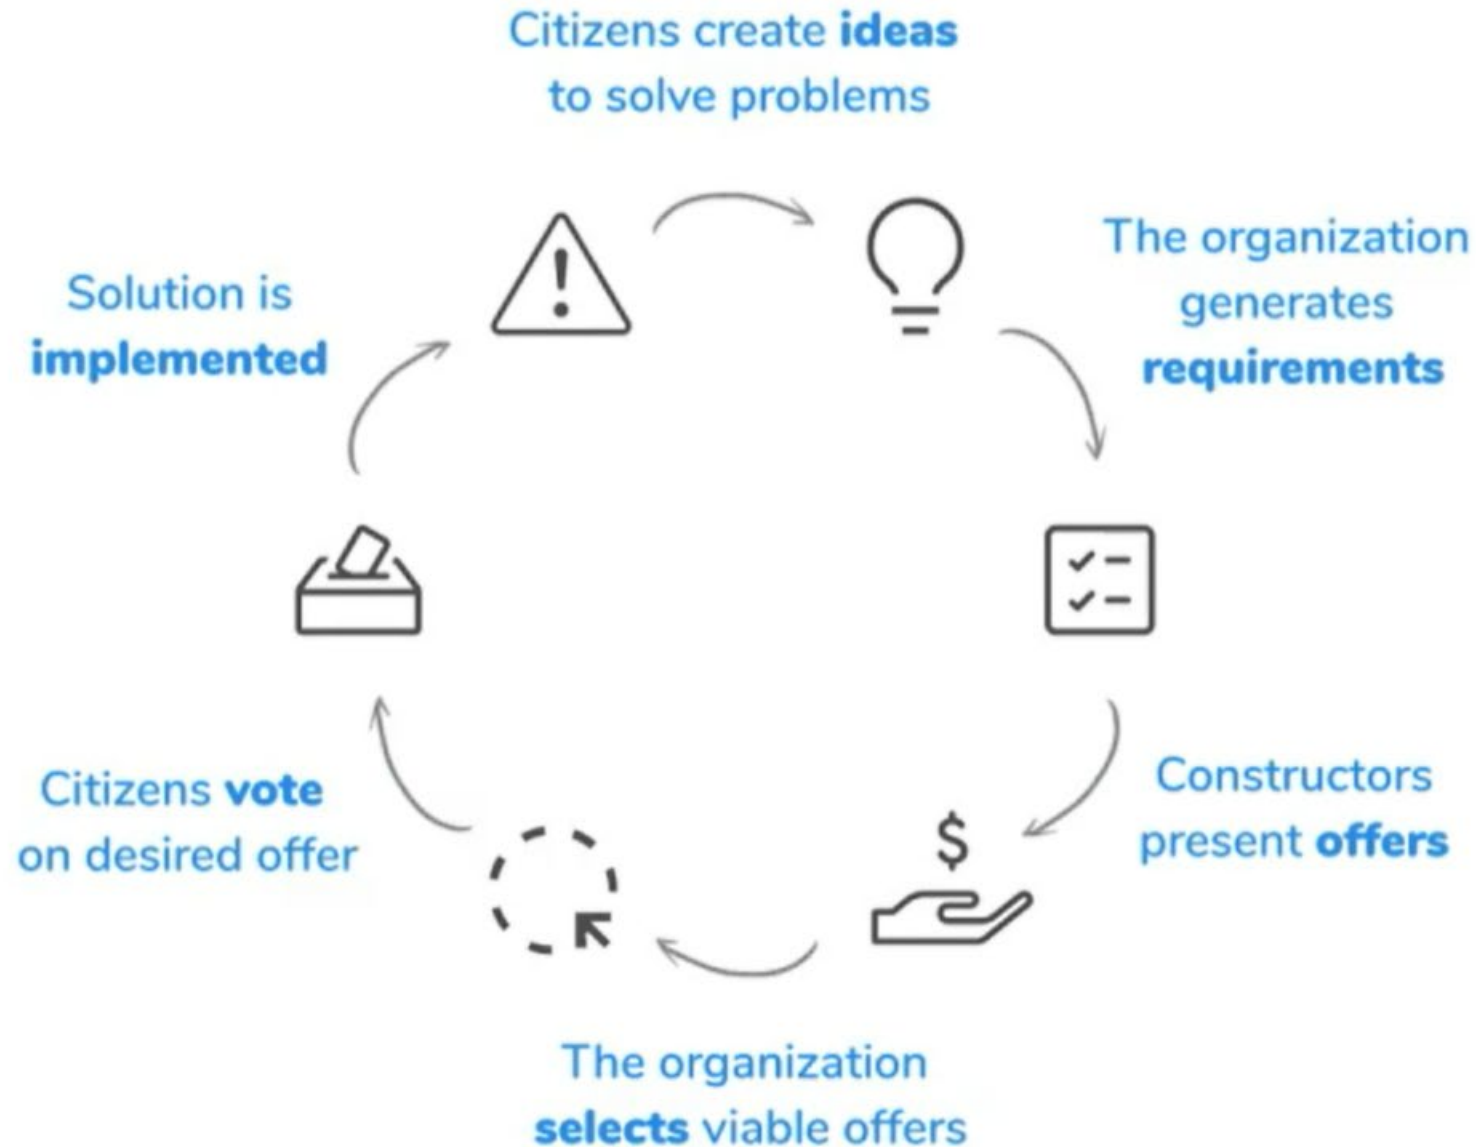 Citizens create ideas
to solve problems
The organization
generates
requirements
Constructors
present offers
The organization
selects viable offers
Citizens vote
on desired offer
Solution is
implemented
$